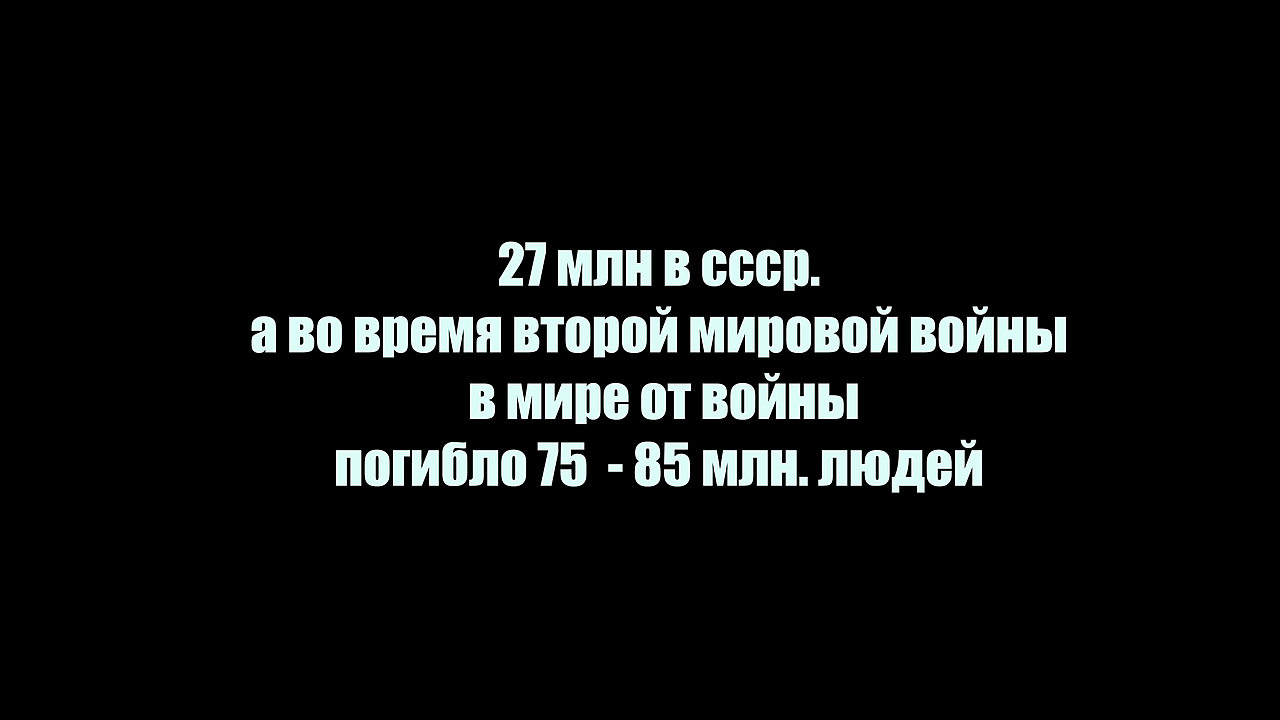 27 млн в ссср.
а во время второй мировой войны
в мире от войны
погибло 75  - 85 млн. людей